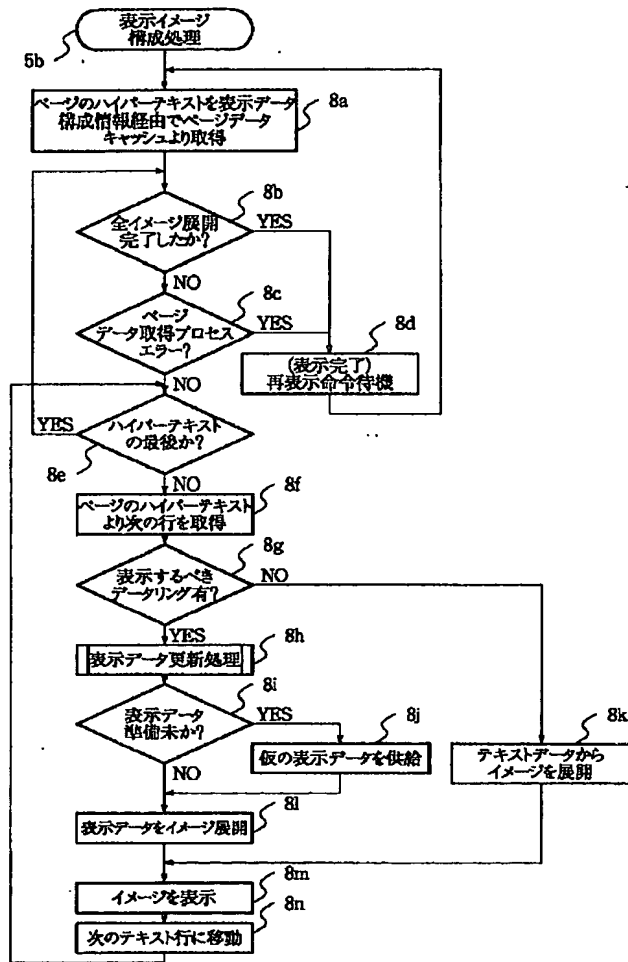 表示イメージ
構成処理
5b
ページのハイパーテキストを表示データ
構成情報経由でページデータ
キャッシュより取得
8a
全イメージ展開
完了したか?
8b
YES
NO
ページ
データ取得プロセス
エラー?
8c
YES
NO
(表示完了)
再表示命令待機
8d
ハイパーテキスト
の最後か?
8e
YES
NO
ページのハイパーテキスト
より次の行を取得
8f
表示するべき
データリング有?
8g
NO
YES
表示データ更新処理
8h
表示データ
準備未か?
8i
YES
NO
仮の表示データを供給
8j
テキストデータから
イメージを展開
8k
表示データをイメージ展開
8l
イメージを表示
8m
次のテキスト行に移動
8n